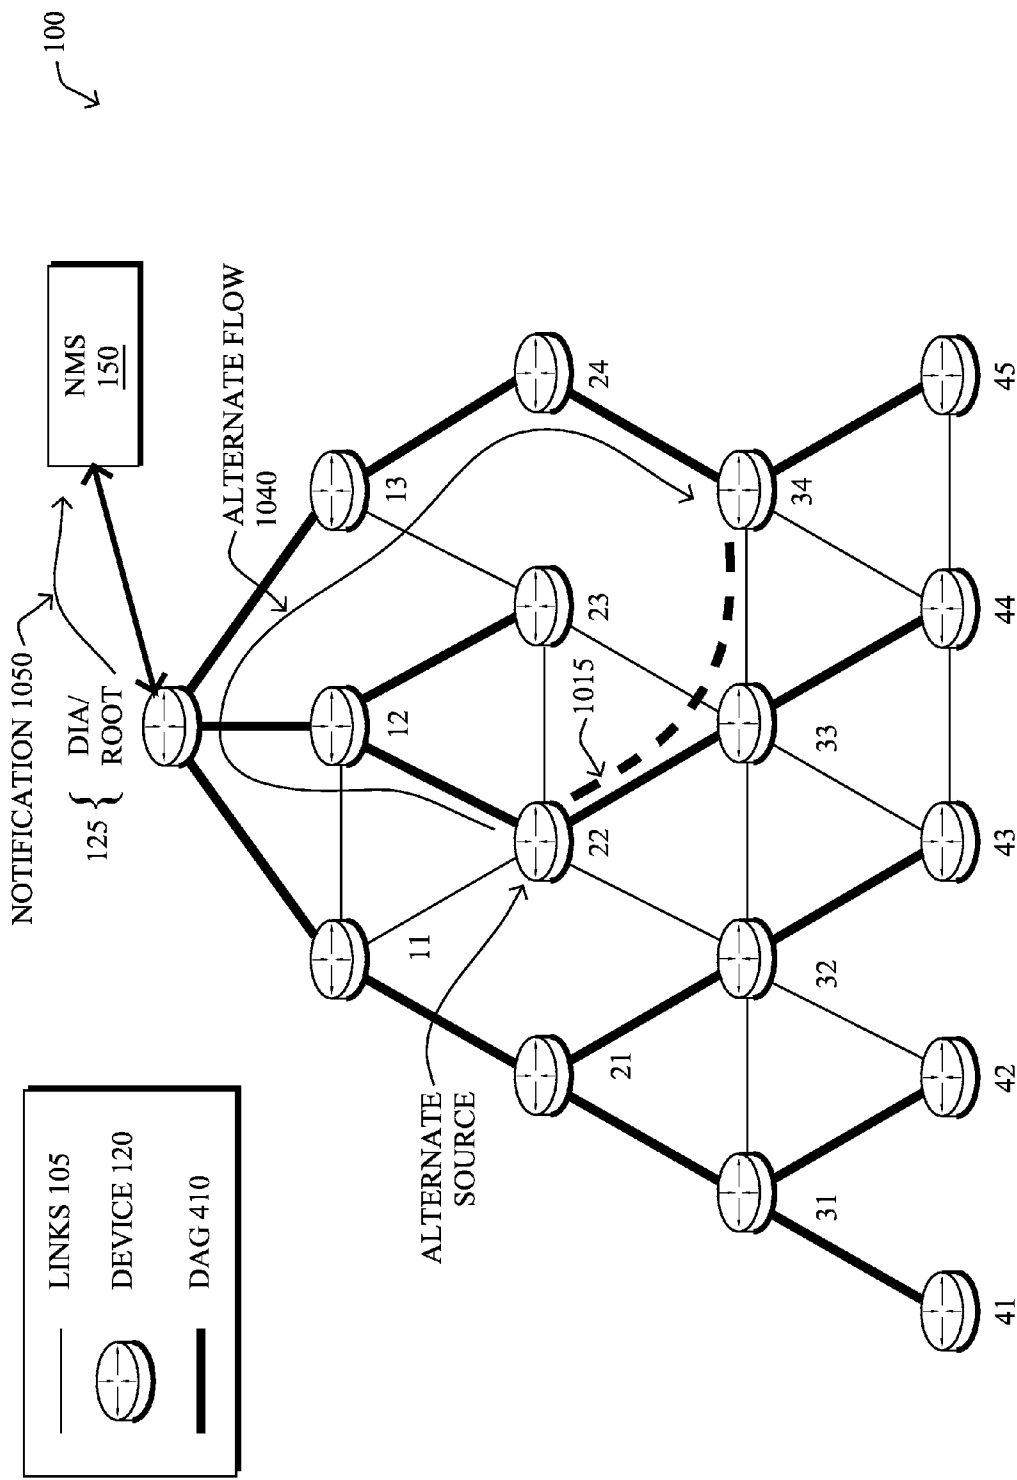 100
NOTIFICATION 1050
NMS
150
125 {
DIA/
ROOT
ALTERNATE FLOW
1040
LINKS 105
DEVICE 120
DAG 410
11
12
13
ALTERNATE
SOURCE
21
22
23
24
1015
31
32
33
34
41
42
43
44
45